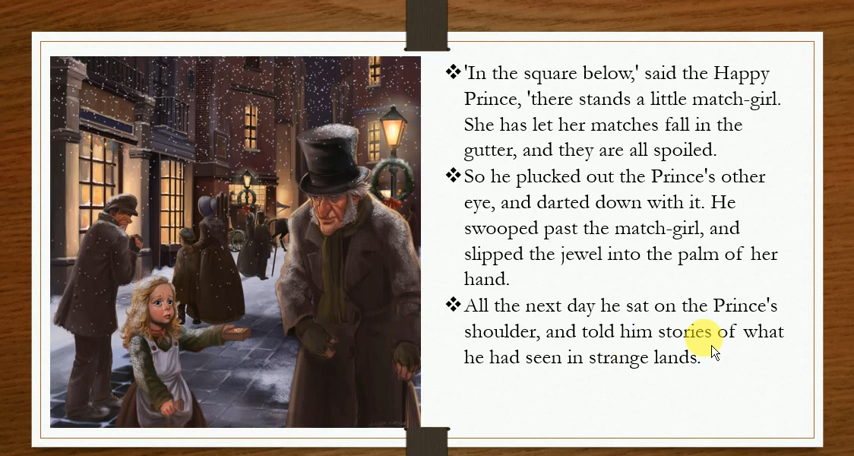 ❖'In the square below,' said the Happy
Prince, 'there stands a little match-girl.
She has let her matches fall in the
gutter, and they are all spoiled.
❖So he plucked out the Prince's other
eye, and darted down with it. He
swooped past the match-girl, and
slipped the jewel into the palm of her
hand.
❖All the next day he sat on the Prince's
shoulder, and told him stories of what
he had seen in strange lands.